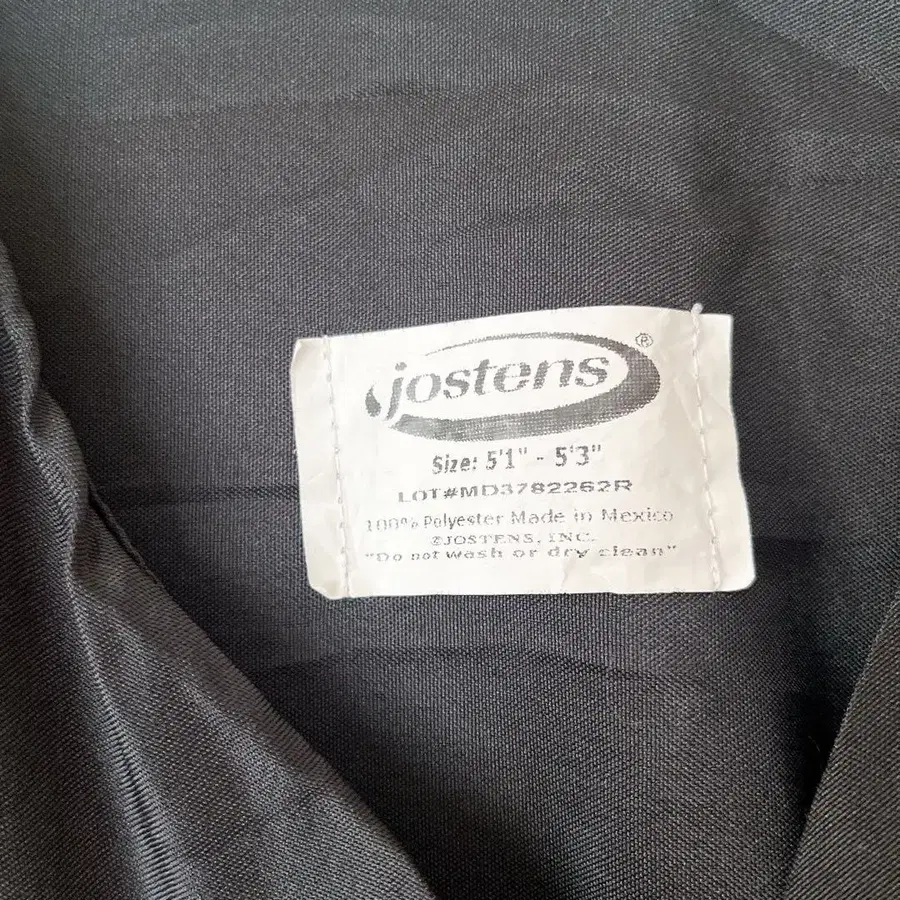 jostens®
Size: 5'1" - 5'3"
LOT#MD3782262R
100% Polyester Made in Mexico
©JOSTENS, INC.
"Do not wash or dry clean"